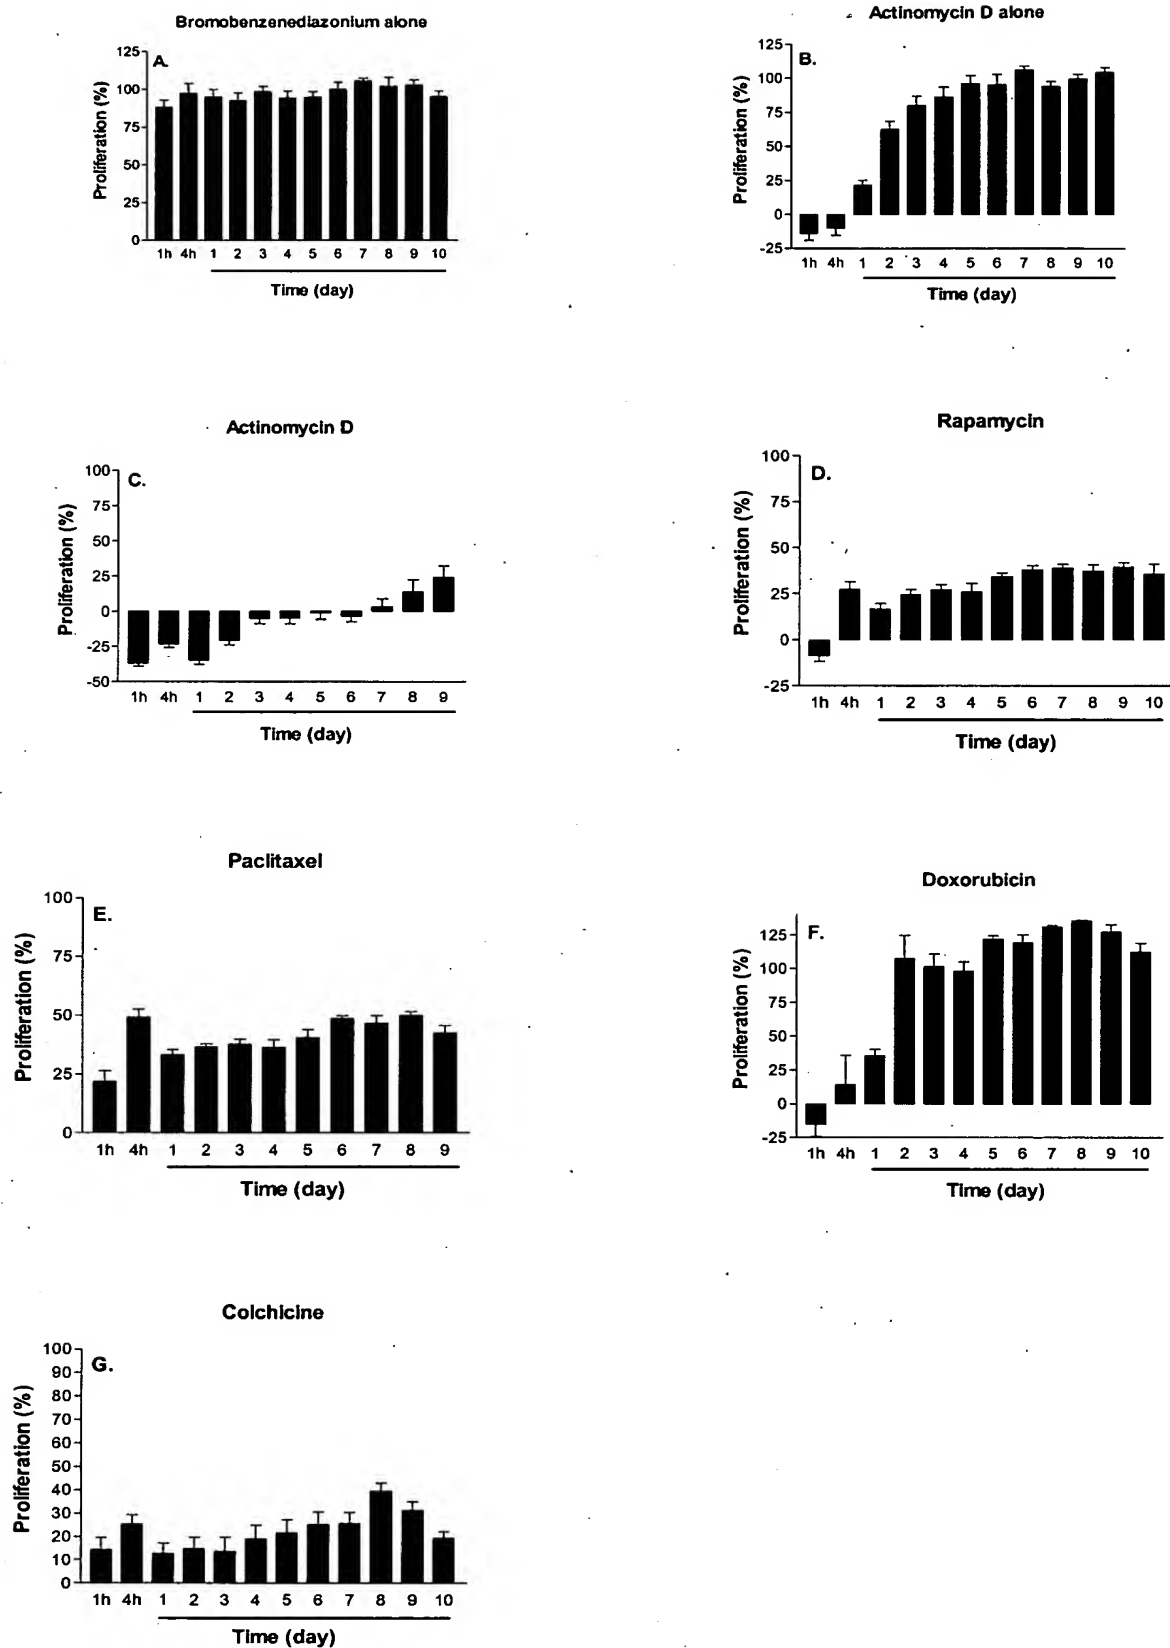 Bromobenzenediazonium alone
A.
Proliferation (%)
125
100
75
50
25
0
1h 4h 1 2 3 4 5 6 7 8 9 10
Time (day)
Actinomycin D alone
B.
Proliferation (%)
125
100
75
50
25
0
-25
1h 4h 1 2 3 4 5 6 7 8 9 10
Time (day)
Actinomycin D
C.
Proliferation (%)
100
75
50
25
0
-25
-50
1h 4h 1 2 3 4 5 6 7 8 9
Time (day)
Rapamycin
D.
Proliferation (%)
100
75
50
25
0
-25
1h 4h 1 2 3 4 5 6 7 8 9 10
Time (day)
Paclitaxel
E.
Proliferation (%)
100
75
50
25
0
1h 4h 1 2 3 4 5 6 7 8 9
Time (day)
Doxorubicin
F.
Proliferation (%)
125
100
75
50
25
0
-25
1h 4h 1 2 3 4 5 6 7 8 9 10
Time (day)
Colchicine
G.
Proliferation (%)
100
90
80
70
60
50
40
30
20
10
0
1h 4h 1 2 3 4 5 6 7 8 9 10
Time (day)